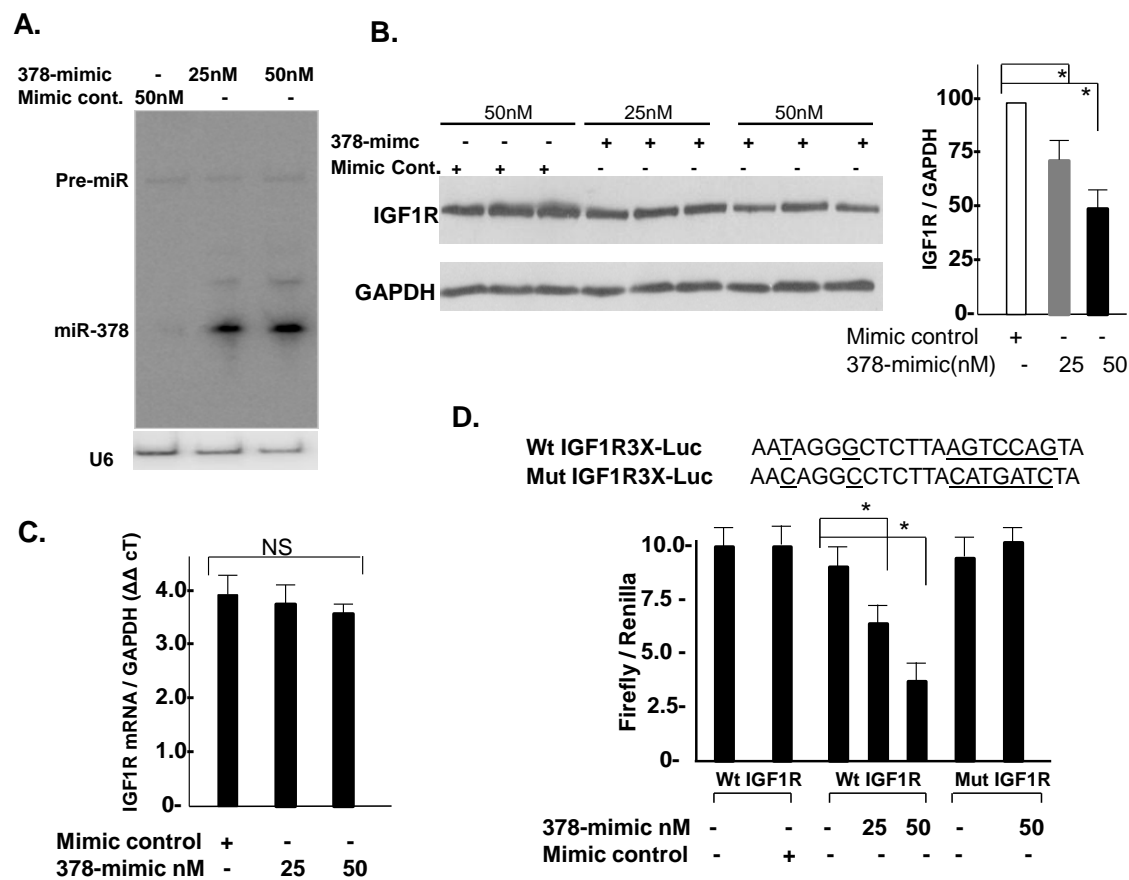 A.
378-mimic - 25nM 50nM
Mimic cont. 50nM - -
Pre-miR
miR-378
U6
B.
50nM 25nM 50nM
378-mimc - - - + + + + + +
Mimic Cont. + + + - - - - - -
IGF1R
GAPDH
* *
IGF1R / GAPDH
100-
75-
50-
25-
0-
Mimic control + - -
378-mimic(nM) - 25 50
C.
NS
IGF1R mRNA / GAPDH (ΔΔ cT)
4.0-
3.0-
2.0-
1.0-
0-
Mimic control + - -
378-mimic nM - 25 50
D.
Wt IGF1R3X-Luc AATAGGGCTCTTAAGTCCAGTA
Mut IGF1R3X-Luc AACAGGCCTCTTACATGATCTA
* *
Firefly / Renilla
10.0-
7.5-
5.0-
2.5-
0-
Wt IGF1R Wt IGF1R Mut IGF1R
378-mimic nM - - - 25 50 - 50
Mimic control - + - - - - -